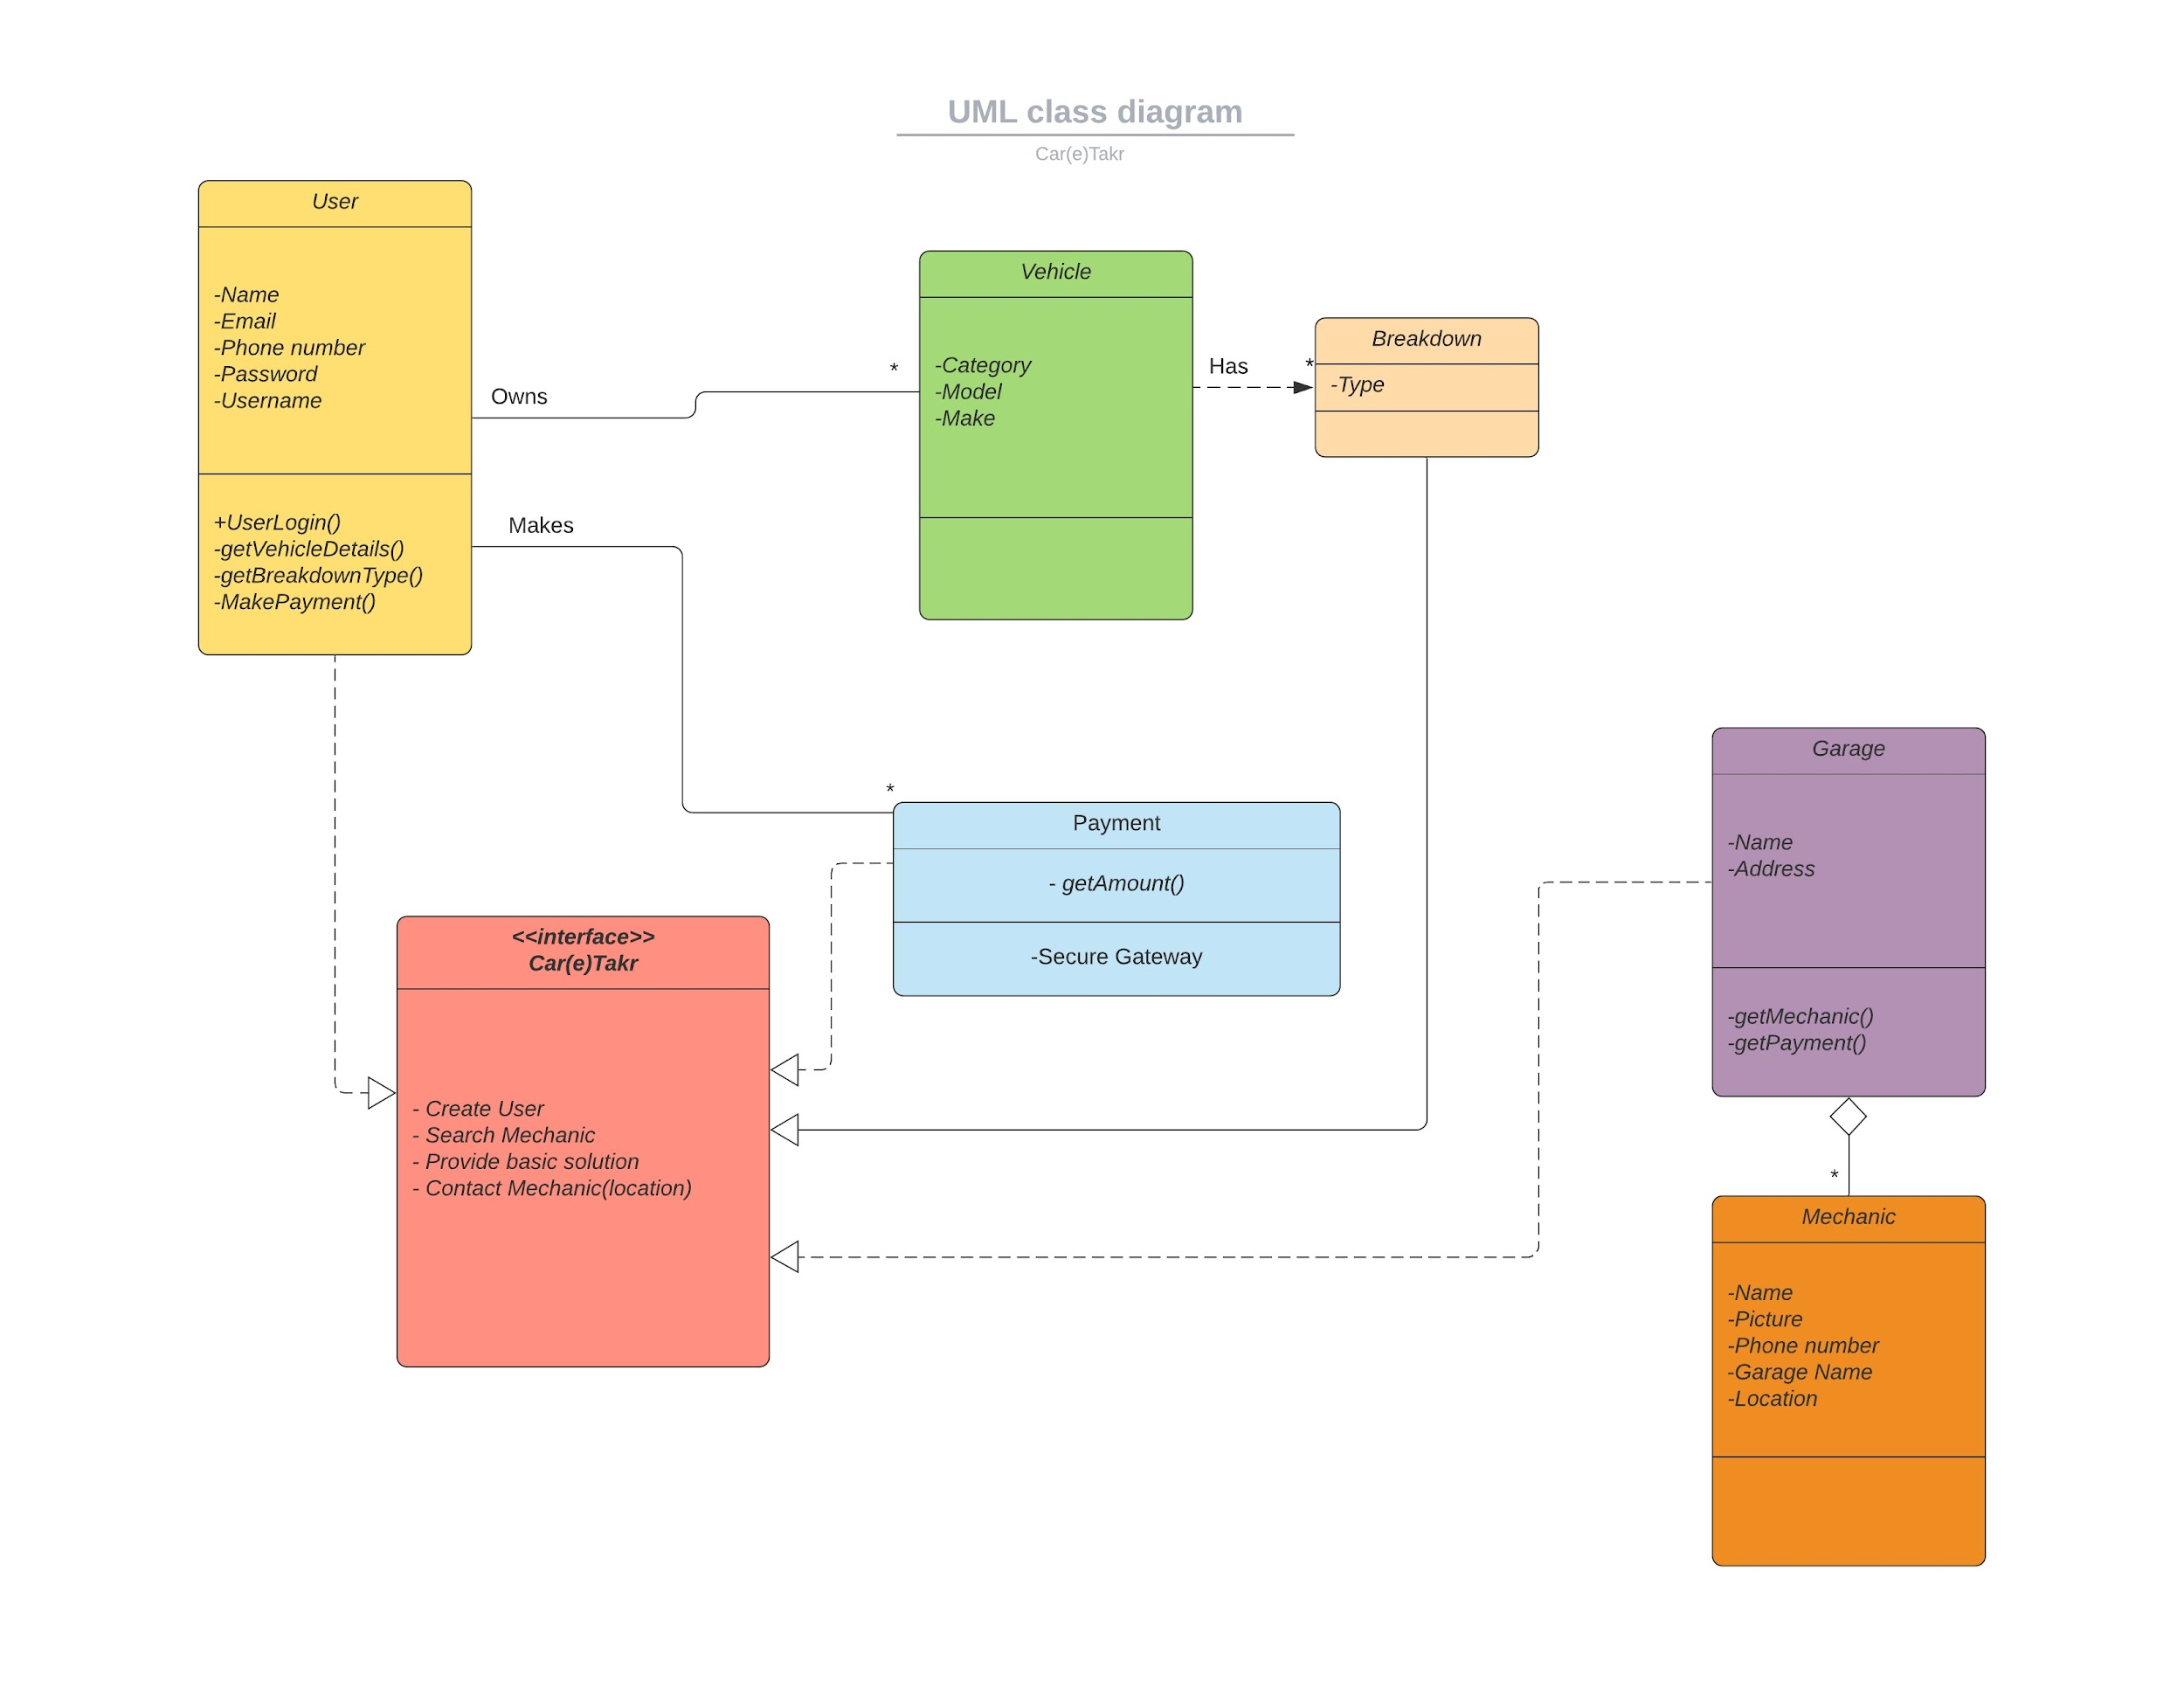 UML class diagram
Car(e)Takr
User
-Name
-Email
-Phone number
-Password
-Username
+UserLogin()
-getVehicleDetails()
-getBreakdownType()
-MakePayment()
Owns
*
Makes
*
Vehicle
-Category
-Model
-Make
Has
*
Breakdown
-Type
Payment
- getAmount()
-Secure Gateway
<<interface>>
Car(e)Takr
- Create User
- Search Mechanic
- Provide basic solution
- Contact Mechanic(location)
Garage
-Name
-Address
-getMechanic()
-getPayment()
*
Mechanic
-Name
-Picture
-Phone number
-Garage Name
-Location